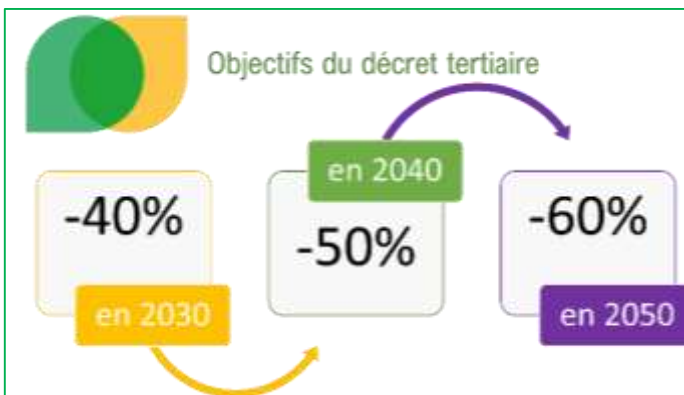 Objectifs du décret tertiaire
-40%
en 2030
en 2040
-50%
-60%
en 2050